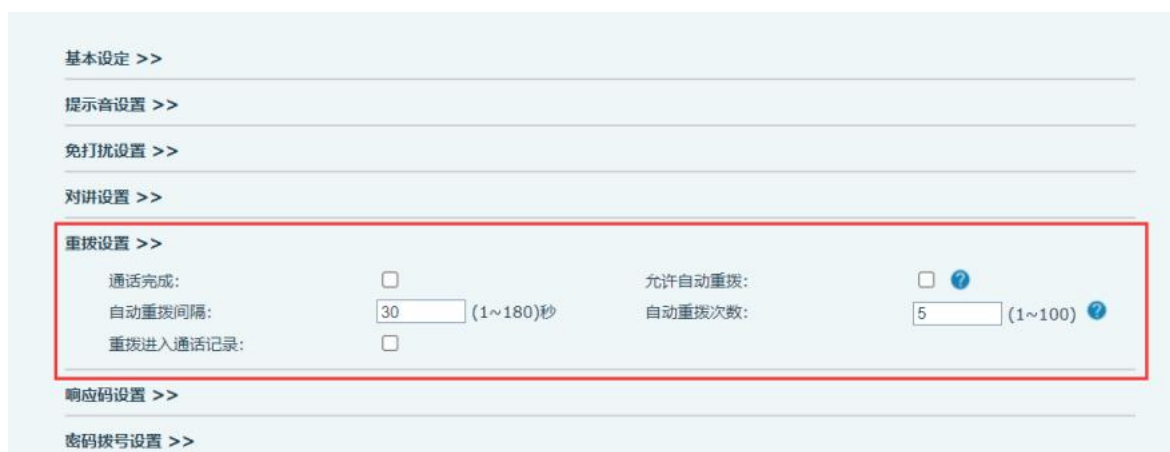 基本设定 >>
提示音设置 >>
免打扰设置 >>
对讲设置 >>
重拨设置 >>
通话完成: 允许自动重拨: ?
自动重拨间隔: 30 (1~180)秒 自动重拨次数: 5 (1~100) ?
重拨进入通话记录:
响应码设置 >>
密码拨号设置 >>